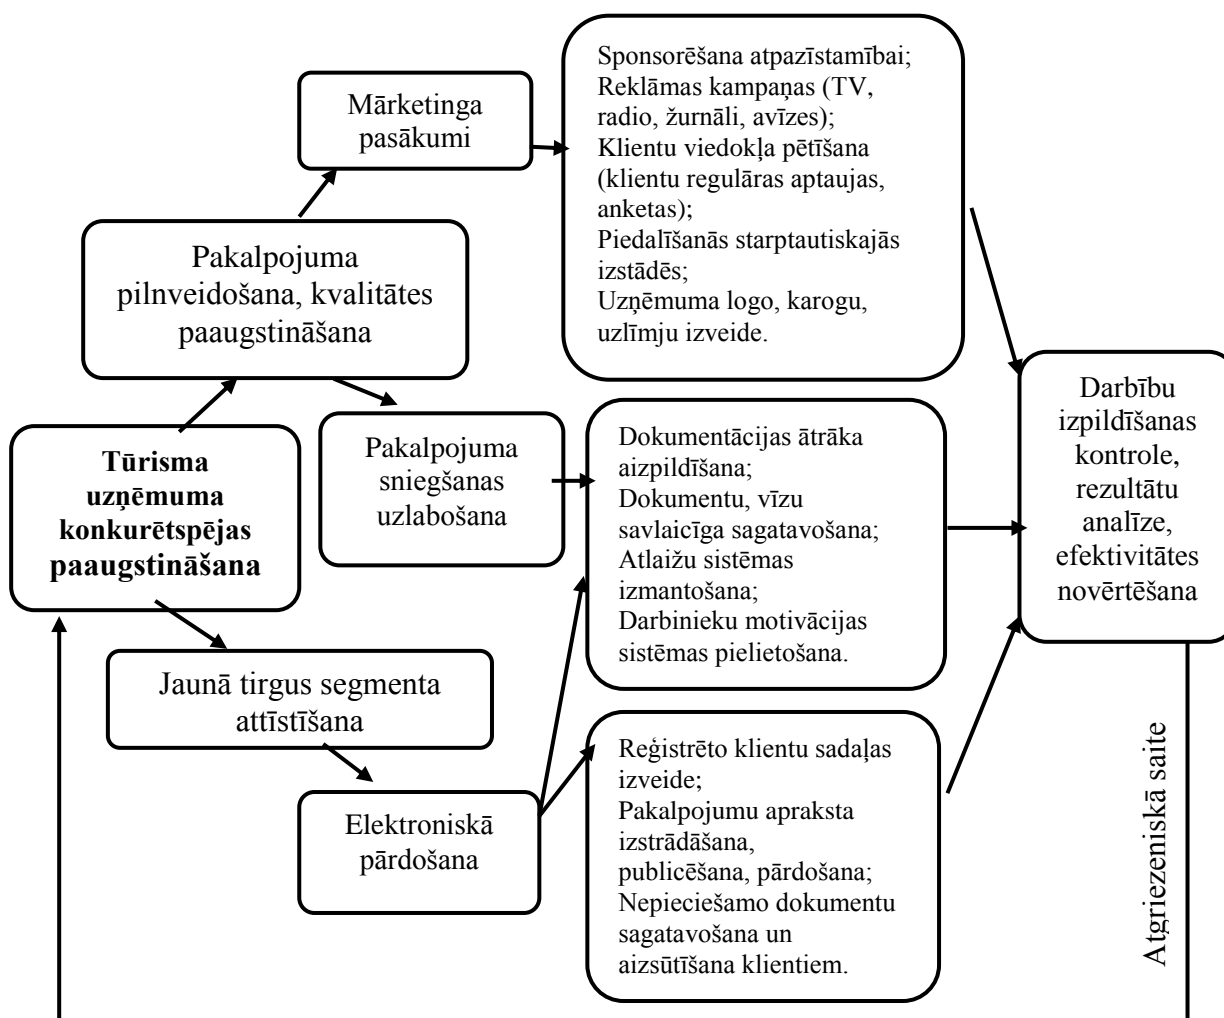 Sponsorēšana atpazīstamībai;
Reklāmas kampaņas (TV,
radio, žurnāli, avīzes);
Klientu viedokļa pētīšana
(klientu regulāras aptaujas,
anketas);
Piedalīšanās starptautiskajās
izstādēs;
Uzņēmuma logo, karogu,
uzlīmju izveide.
Mārketinga
pasākumi
Pakalpojuma
pilnveidošana, kvalitātes
paaugstināšana
Tūrisma
uzņēmuma
konkurētspējas
paaugstināšana
Pakalpojuma
sniegšanas
uzlabošana
Dokumentācijas ātrāka
aizpildīšana;
Dokumentu, vīzu
savlaicīga sagatavošana;
Atlaižu sistēmas
izmantošana;
Darbinieku motivācijas
sistēmas pielietošana.
Darbību
izpildīšanas
kontrole,
rezultātu
analīze,
efektivitātes
novērtēšana
Jaunā tirgus segmenta
attīstīšana
Elektroniskā
pārdošana
Reģistrēto klientu sadaļas
izveide;
Pakalpojumu apraksta
izstrādāšana,
publicēšana, pārdošana;
Nepieciešamo dokumentu
sagatavošana un
aizsūtīšana klientiem.
Atgriezeniskā saite